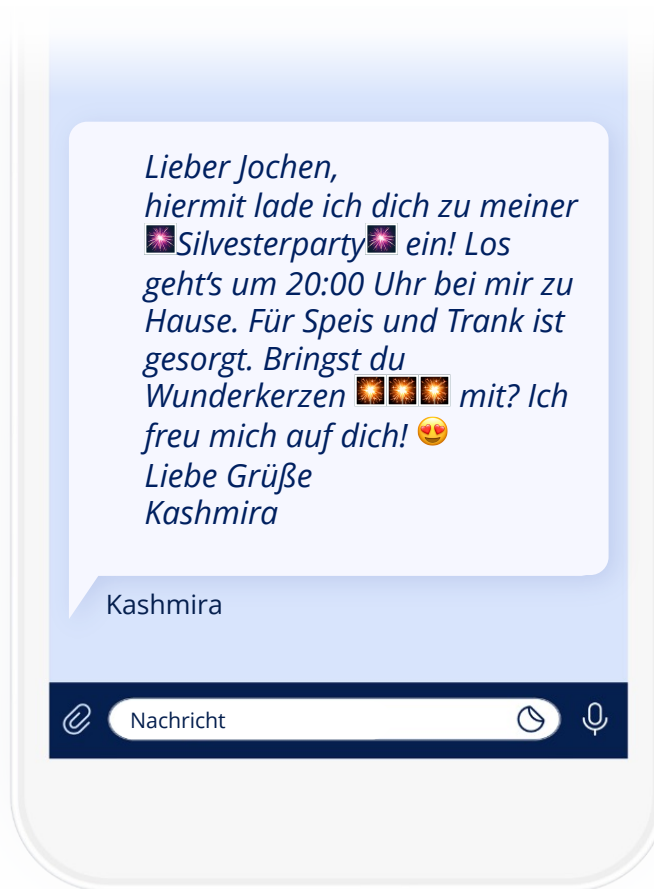 Lieber Jochen,
hiermit lade ich dich zu meiner
🎆Silvesterparty🎆 ein! Los
geht‘s um 20:00 Uhr bei mir zu
Hause. Für Speis und Trank ist
gesorgt. Bringst du
Wunderkerzen 🎇🎇🎇 mit? Ich
freu mich auf dich! 😍
Liebe Grüße
Kashmira
Kashmira
Nachricht